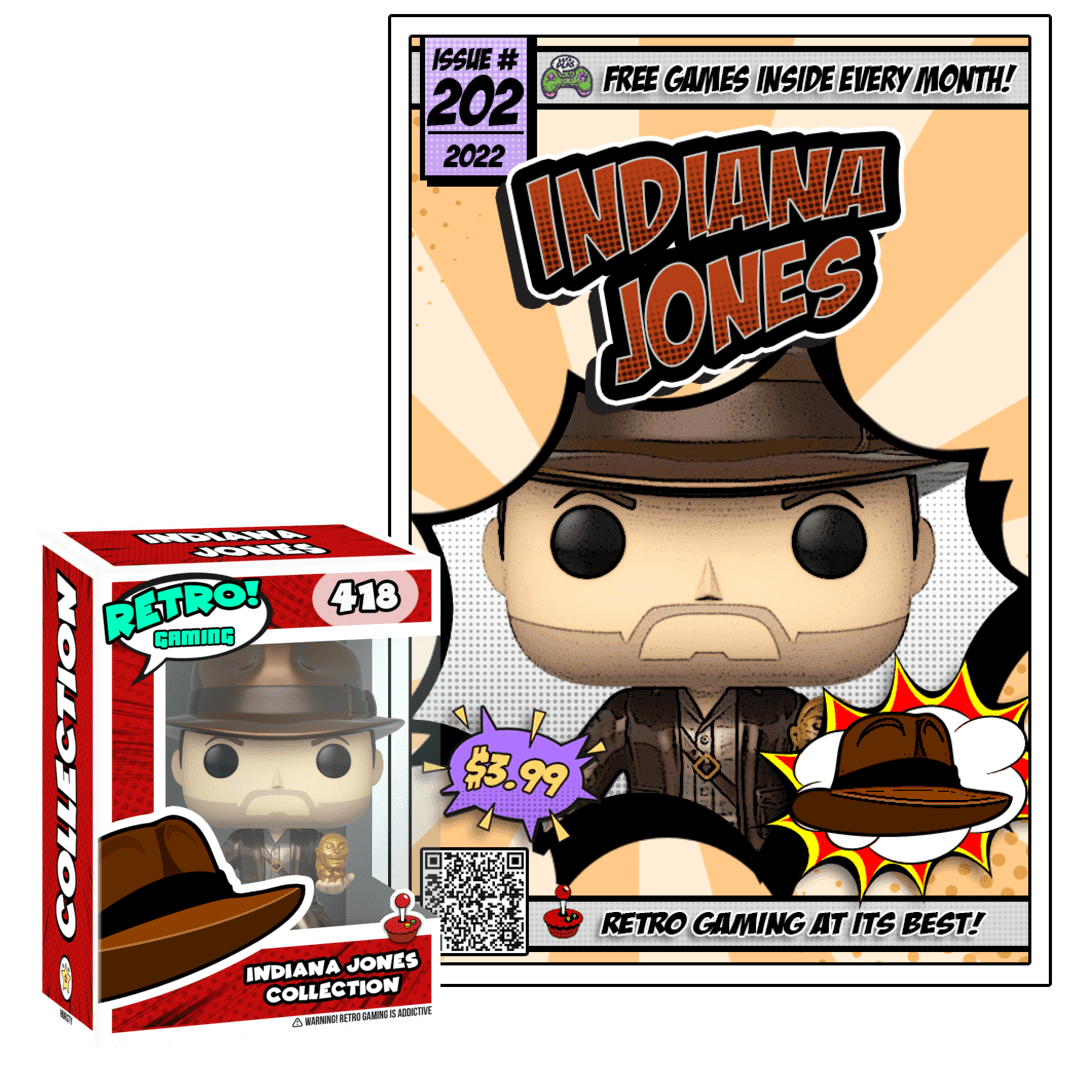 ISSUE #
202
2022
FREE GAMES INSIDE EVERY MONTH!
INDIANA
JONES
$3.99
RETRO GAMING AT ITS BEST!
INDIANA
JONES
COLLECTION
RETRO!
GAMING
418
INDIANA JONES
COLLECTION
WARNING! RETRO GAMING IS ADDICTIVE